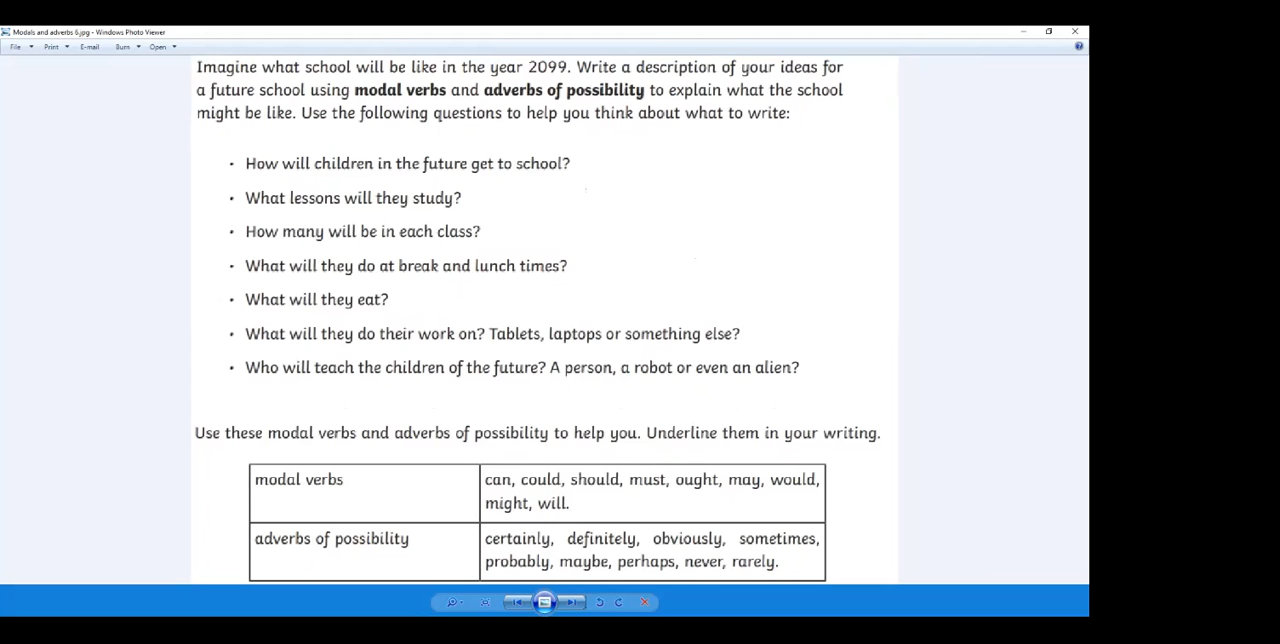 Modals and adverbs 6.jpg - Windows Photo Viewer
File Print E-mail Burn Open
Imagine what school will be like in the year 2099. Write a description of your ideas for
a future school using modal verbs and adverbs of possibility to explain what the school
might be like. Use the following questions to help you think about what to write:
• How will children in the future get to school?
• What lessons will they study?
• How many will be in each class?
• What will they do at break and lunch times?
• What will they eat?
• What will they do their work on? Tablets, laptops or something else?
• Who will teach the children of the future? A person, a robot or even an alien?
Use these modal verbs and adverbs of possibility to help you. Underline them in your writing.
modal verbs
can, could, should, must, ought, may, would,
might, will.
adverbs of possibility
certainly, definitely, obviously, sometimes,
probably, maybe, perhaps, never, rarely.